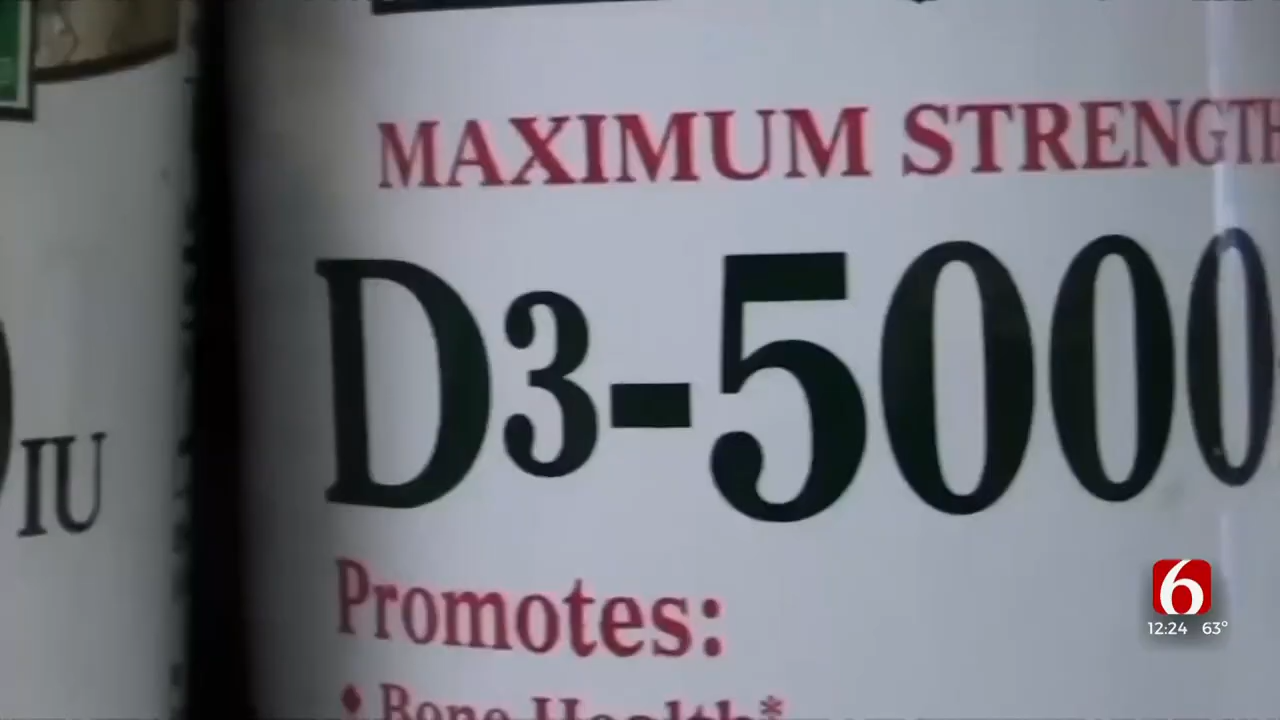 MAXIMUM STRENGTH
D3-5000
IU
Promotes:
• Bone Health*
6
12:24 63°